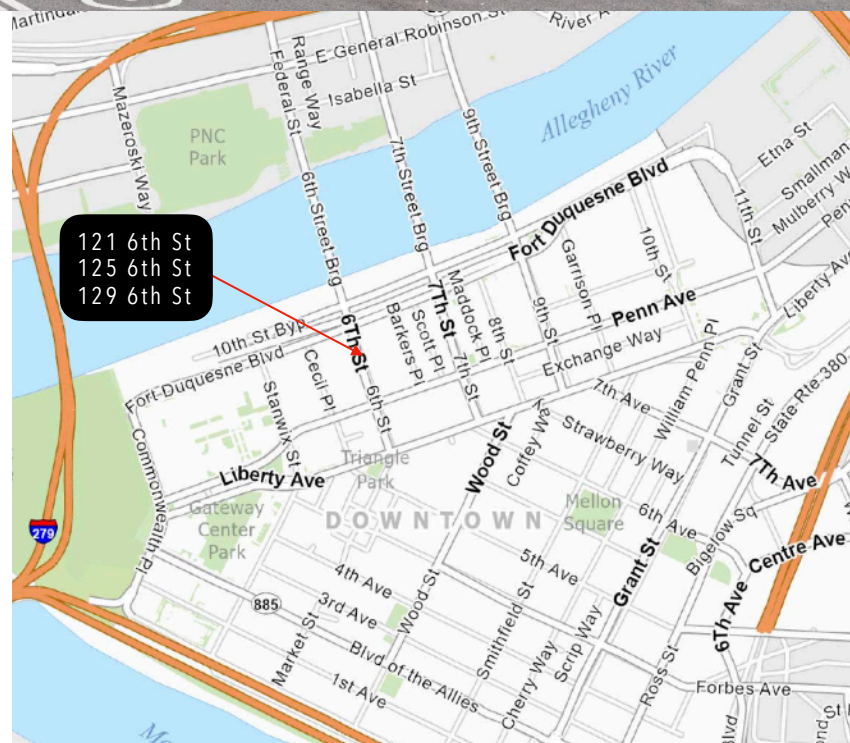 E General Robinson St
River A
Mazeroski Way
Federal St
Range Way
Isabella St
Allegheny River
PNC
Park
6th Street Brg
7th Street Brg
9th Street Brg
Etna St
Smallman
Mulberry W
Penn
11th St
Fort Duquesne Blvd
121 6th St
125 6th St
129 6th St
10th St Byp
Fort Duquesne Blvd
6Th St
6th St
7Th St
7th St
Maddock Pl
8th St
9th St
Garrison Pl
10th St
Penn Ave
Exchange Way
Liberty Ave
Barkers Pl
Scott Pl
Cecil Pl
Stanwix St
Commonwealth Pl
William Penn Pl
Grant St
Tunnel St
State-Rte-380
7th Ave
Strawberry Way
Coffey Wa
Wood St
Triangle
Park
Liberty Ave
Gateway
Center
Park
279
DOWNTOWN
Mellon
Square
6th Ave
7Th Ave
Bigelow Sq
Centre Ave
5th Ave
Grant St
6Th Ave
4th Ave
3rd Ave
885
Wood St
Market St
Blvd of the Allies
1st Ave
Smithfield St
Cherry Way
Scrip Way
Ross St
Forbes Ave
lvd
St